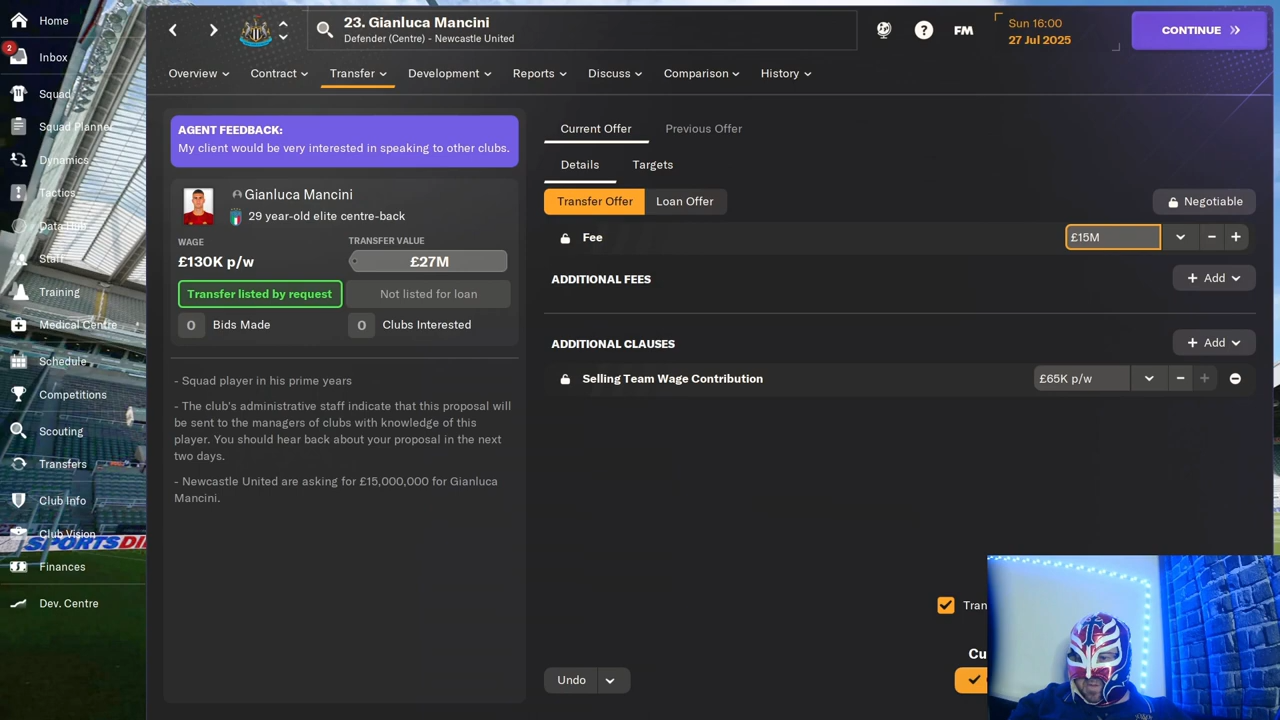 Home
2
Inbox
Squad
Squad Planner
Dynamics
Tactics
Staff
Training
Medical Centre
Schedule
Competitions
Scouting
Transfers
Club Info
Club Vision
SPORTS DI
Finances
Dev. Centre
23. Gianluca Mancini
Defender (Centre) - Newcastle United
?
FM
Sun 16:00
27 Jul 2025
CONTINUE
Overview
Contract
Transfer
Development
Reports
Discuss
Comparison
History
AGENT FEEDBACK:
My client would be very interested in speaking to other clubs.
Gianluca Mancini
29 year-old elite centre-back
WAGE
TRANSFER VALUE
£130K p/w
£27M
Transfer listed by request
Not listed for loan
0 Bids Made
0 Clubs Interested
- Squad player in his prime years
- The club's administrative staff indicate that this proposal will
be sent to the managers of clubs with knowledge of this
player. You should hear back about your proposal in the next
two days.
- Newcastle United are asking for £15,000,000 for Gianluca
Mancini.
Current Offer
Previous Offer
Details
Targets
Transfer Offer
Loan Offer
Negotiable
Fee
£15M
ADDITIONAL FEES
Add
ADDITIONAL CLAUSES
Add
Selling Team Wage Contribution
£65K p/w
Undo